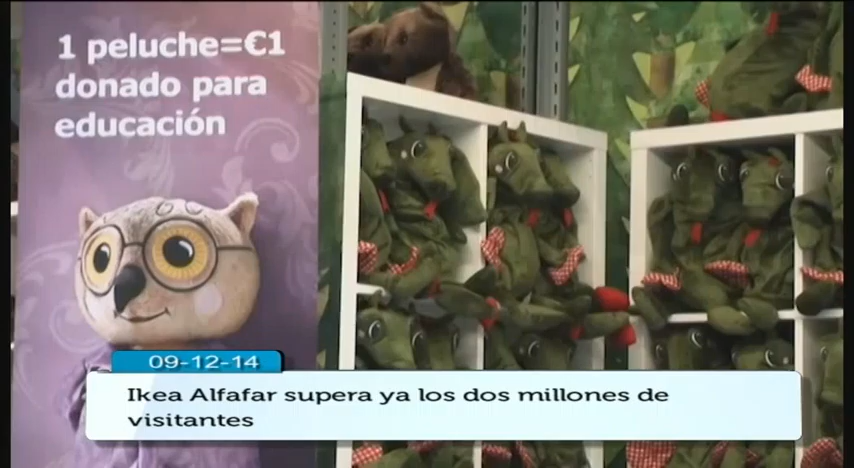 1 peluche=€1
donado para
educación
09-12-14
Ikea Alfafar supera ya los dos millones de
visitantes